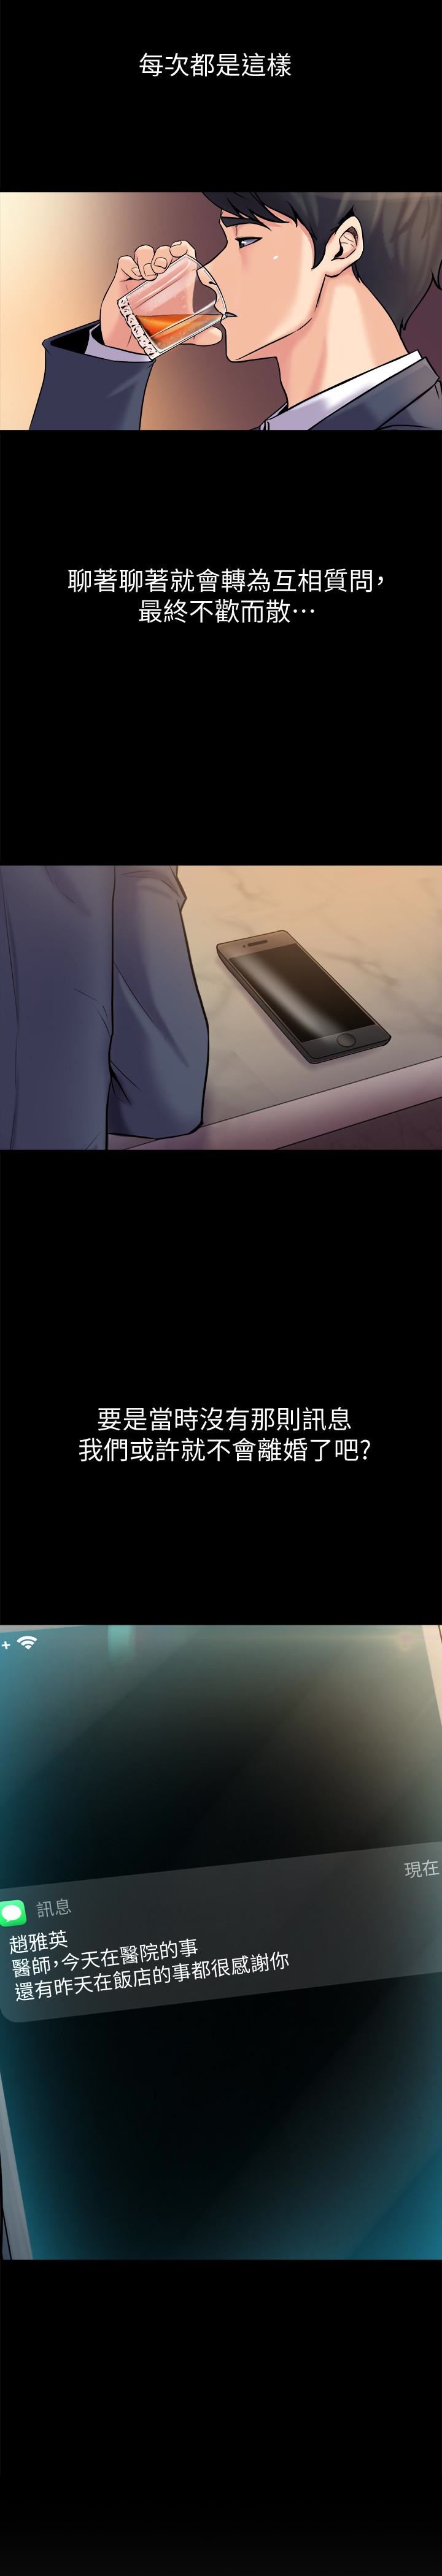 每次都是這樣
聊著聊著就會轉為互相質問，
最終不歡而散…
要是當時沒有那則訊息
我們或許就不會離婚了吧？
現在
訊息
趙雅英
醫師，今天在醫院的事
還有昨天在飯店的事都很感謝你